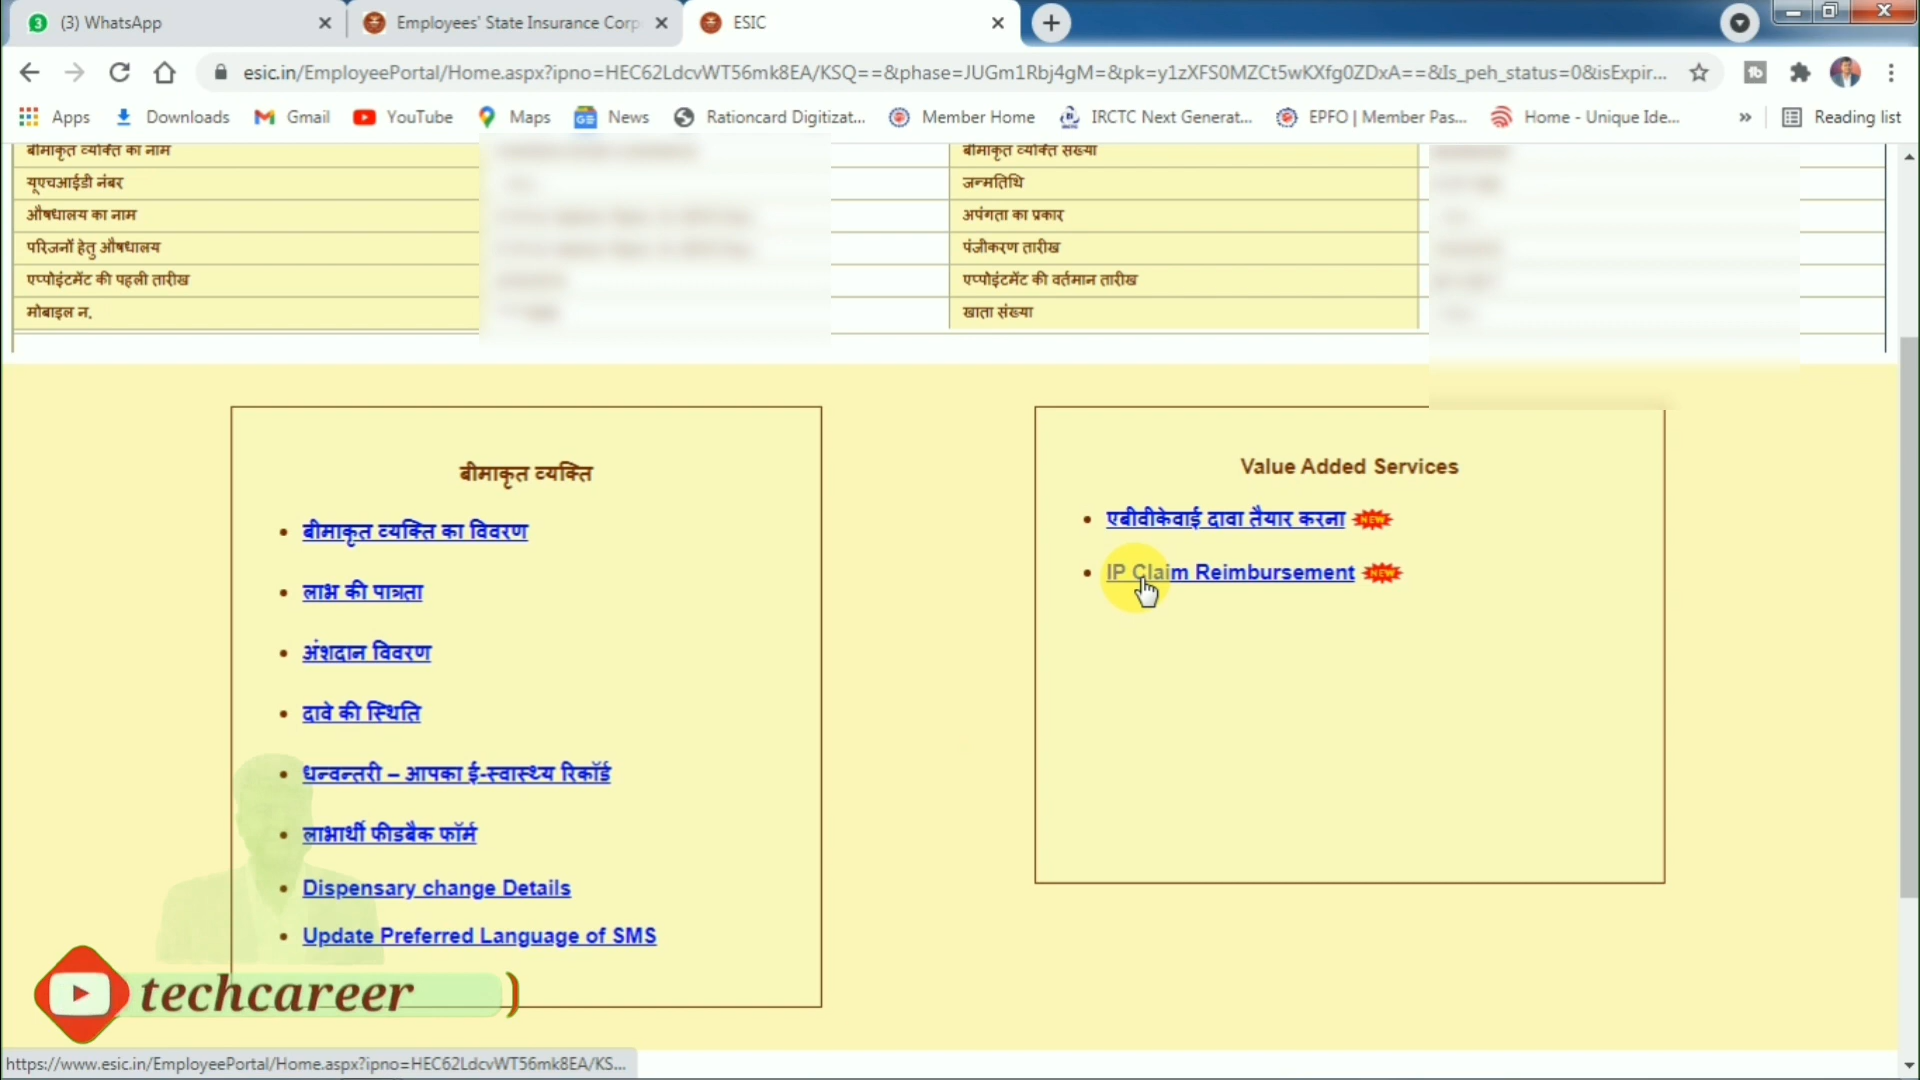 (3) WhatsApp
Employees' State Insurance Corp
ESIC
esic.in/EmployeePortal/Home.aspx?ipno=HEC62LdcvWT56mk8EA/KSQ==&phase=JUGm1Rbj4gM=&pk=y1zXFS0MZCt5wKXfg0ZDxA==&Is_peh_status=0&isExpir...
Apps Downloads Gmail YouTube Maps News Rationcard Digitizat... Member Home IRCTC Next Generat... EPFO | Member Pas... Home - Unique Ide... » Reading list
बीमाकृत व्यक्ति का नाम बीमाकृत व्यक्ति संख्या
यूएचआईडी नंबर जन्मतिथि
औषधालय का नाम अपंगता का प्रकार
परिजनों हेतु औषधालय पंजीकरण तारीख
एप्पोइंटमेंट की पहली तारीख एप्पोइंटमेंट की वर्तमान तारीख
मोबाइल न. खाता संख्या
बीमाकृत व्यक्ति
बीमाकृत व्यक्ति का विवरण
लाभ की पात्रता
अंशदान विवरण
दावे की स्थिति
धन्वन्तरी – आपका ई-स्वास्थ्य रिकॉर्ड
लाभार्थी फीडबैक फॉर्म
Dispensary change Details
Update Preferred Language of SMS
Value Added Services
एबीवीकेवाई दावा तैयार करना NEW
IP Claim Reimbursement NEW
techcareer )
https://www.esic.in/EmployeePortal/Home.aspx?ipno=HEC62LdcvWT56mk8EA/KS...